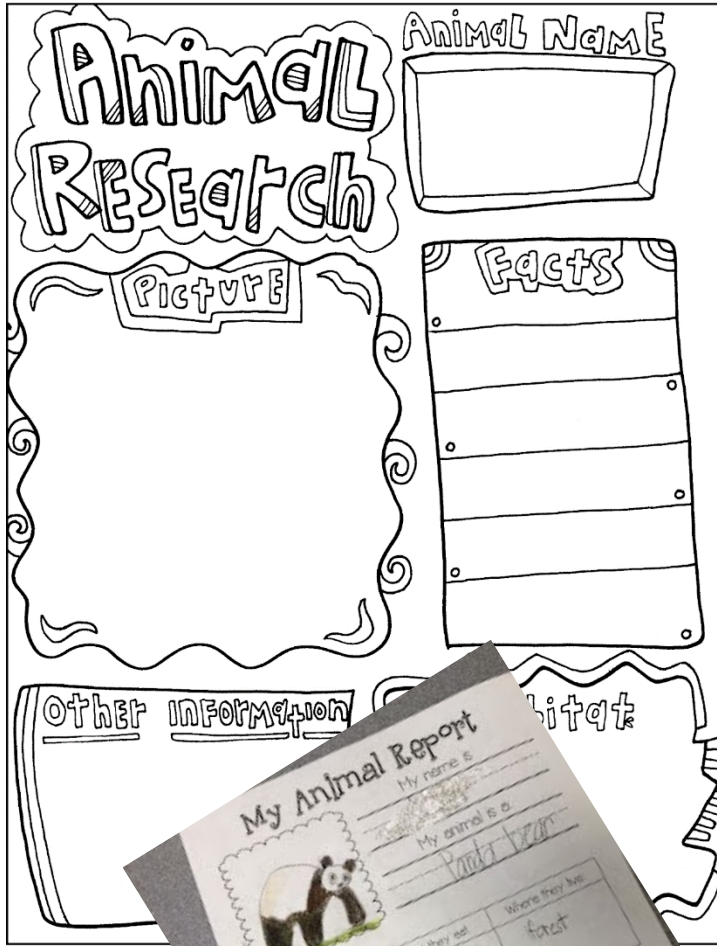 Animal
Research
Animal Name
Picture
Facts
Other Information
bitat
My Animal Report
My name is
My animal is a
Panda bear
they eat
Where they live
forest